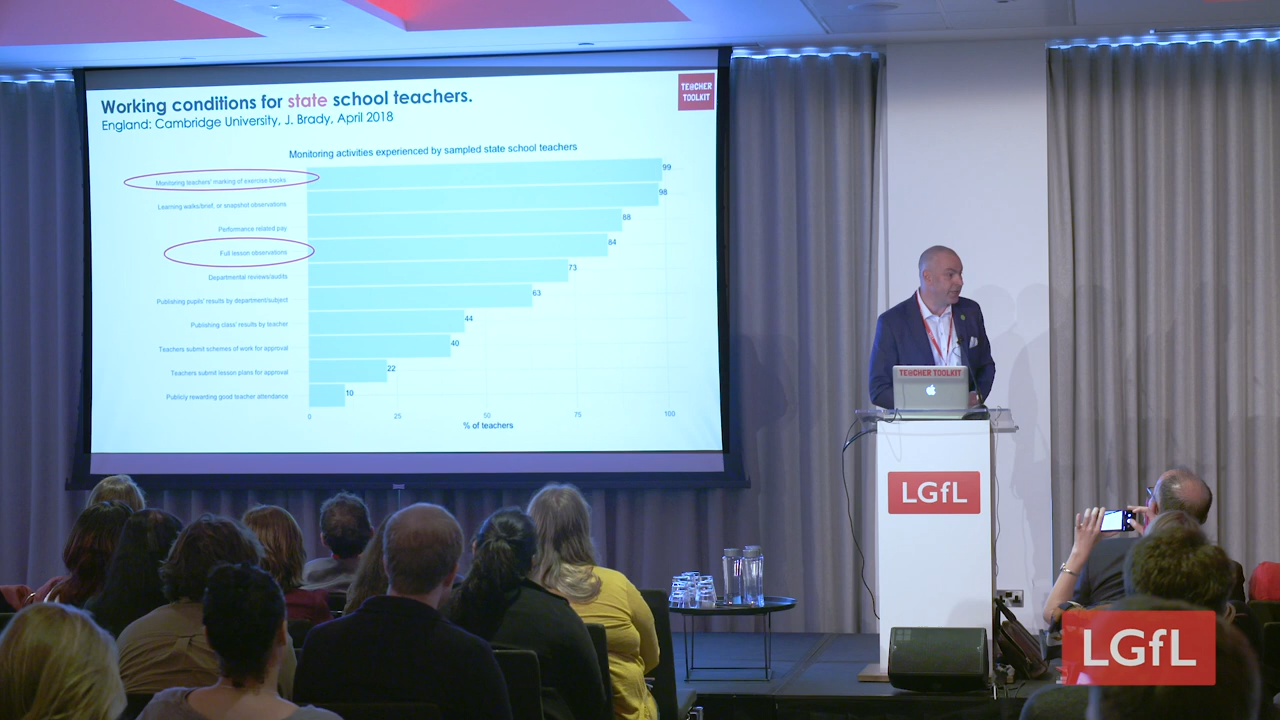 Working conditions for state school teachers.
England: Cambridge University, J. Brady, April 2018
TE@CHER
TOOLKIT
Monitoring activities experienced by sampled state school teachers
Monitoring teachers' marking of exercise books
99
Learning walks/brief, or snapshot observations
98
Performance related pay
88
Full lesson observations
84
Departmental reviews/audits
73
Publishing pupils' results by department/subject
63
Publishing class' results by teacher
44
Teachers submit schemes of work for approval
40
Teachers submit lesson plans for approval
22
Publicly rewarding good teacher attendance
10
0 25 50 75 100
% of teachers
TE@CHER TOOLKIT
LGfL
LGfL